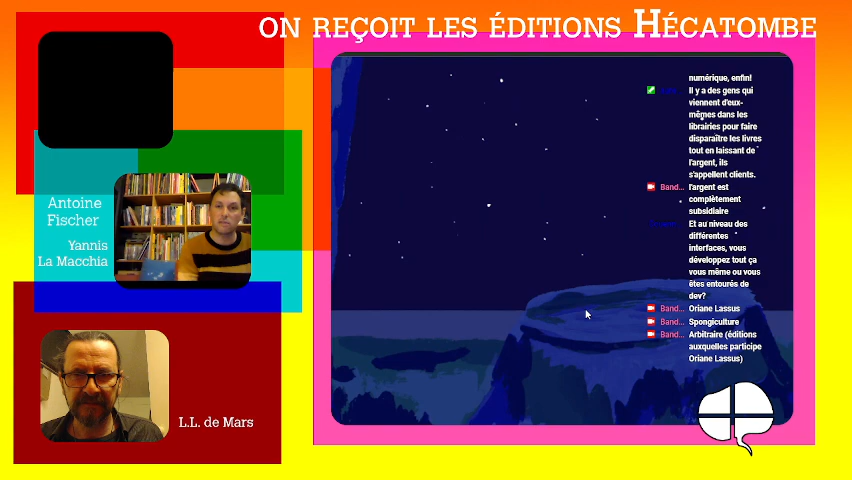 ON REÇOIT LES ÉDITIONS HÉCATOMBE
Antoine
Fischer
Yannis
La Macchia
L.L. de Mars
numérique, enfin!
Il y a des gens qui
viennent d'eux-
mêmes dans les
librairies pour faire
disparaître les livres
tout en laissant de
l'argent, ils
s'appellent clients.
Band... l'argent est
complètement
subsidiaire
Et au niveau des
différentes
interfaces, vous
développez tout ça
vous même ou vous
êtes entourés de
dev?
Band... Oriane Lassus
Band... Spongiculture
Band... Arbitraire (éditions
auxquelles participe
Oriane Lassus)